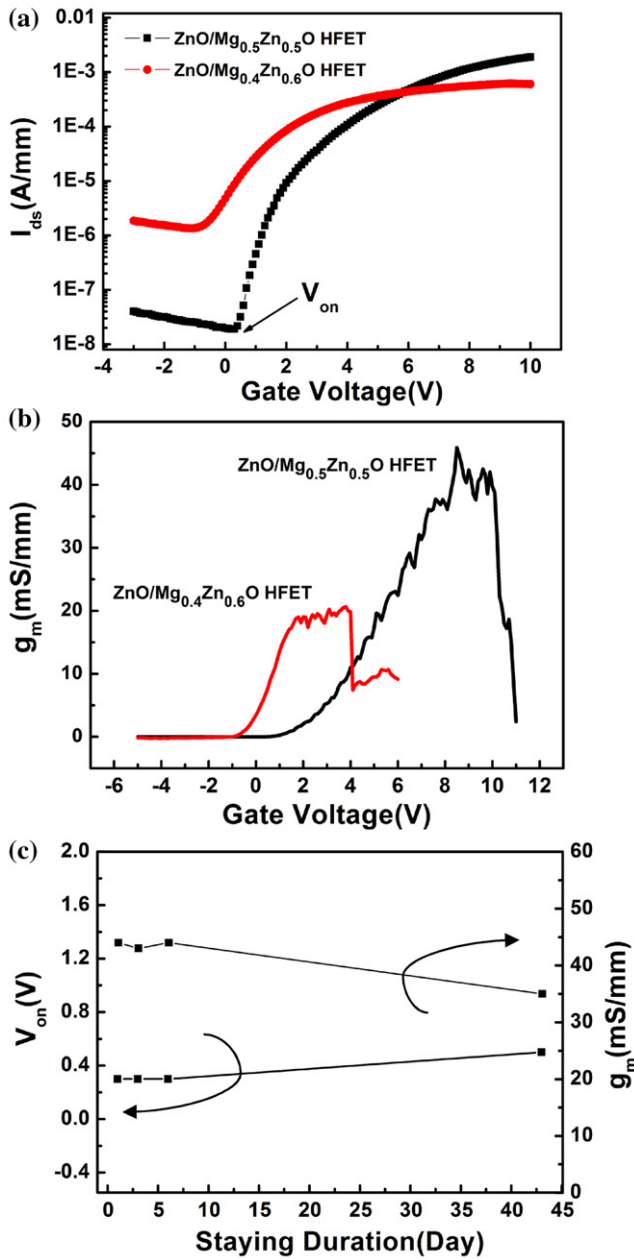 (a)
0.01
1E-3
1E-4
1E-5
1E-6
1E-7
1E-8
I_ds(A/mm)
ZnO/Mg0.5Zn0.5O HFET
ZnO/Mg0.4Zn0.6O HFET
V_on
-4 -2 0 2 4 6 8 10
Gate Voltage(V)
(b)
50
40
30
20
10
0
g_m(mS/mm)
ZnO/Mg0.5Zn0.5O HFET
ZnO/Mg0.4Zn0.6O HFET
-6 -4 -2 0 2 4 6 8 10 12
Gate Voltage(V)
(c)
2.0
1.6
1.2
0.8
0.4
0.0
-0.4
V_on(V)
60
50
40
30
20
10
0
g_m(mS/mm)
0 5 10 15 20 25 30 35 40 45
Staying Duration(Day)